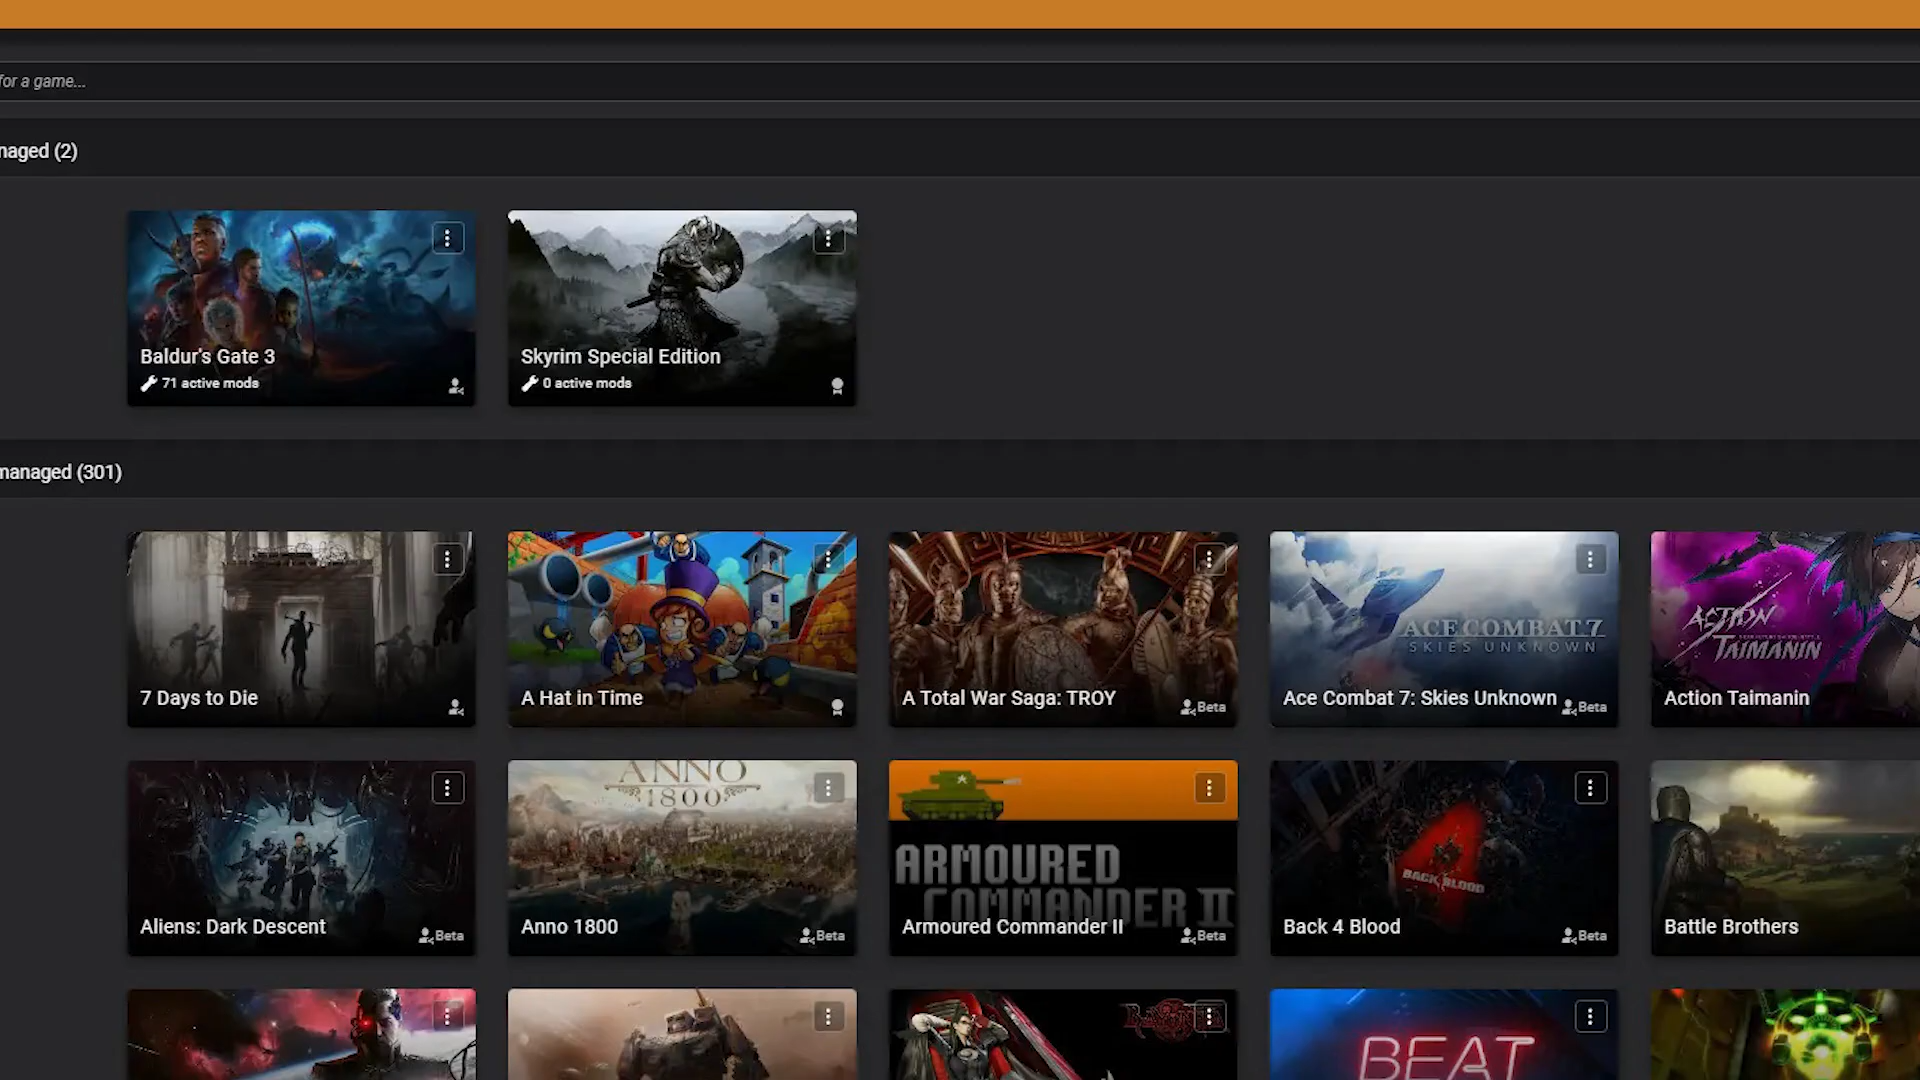 for a game...
naged (2)
Baldur's Gate 3
71 active mods
Skyrim Special Edition
0 active mods
managed (301)
7 Days to Die
A Hat in Time
A Total War Saga: TROY
Beta
ACE COMBAT 7
SKIES UNKNOWN
Ace Combat 7: Skies Unknown
Beta
ACTION
TAIMANIN
Action Taimanin
Aliens: Dark Descent
Beta
ANNO
1800
Anno 1800
Beta
ARMOURED
COMMANDER II
Armoured Commander II
Beta
4
BACK BLOOD
Back 4 Blood
Beta
Battle Brothers
BEAT